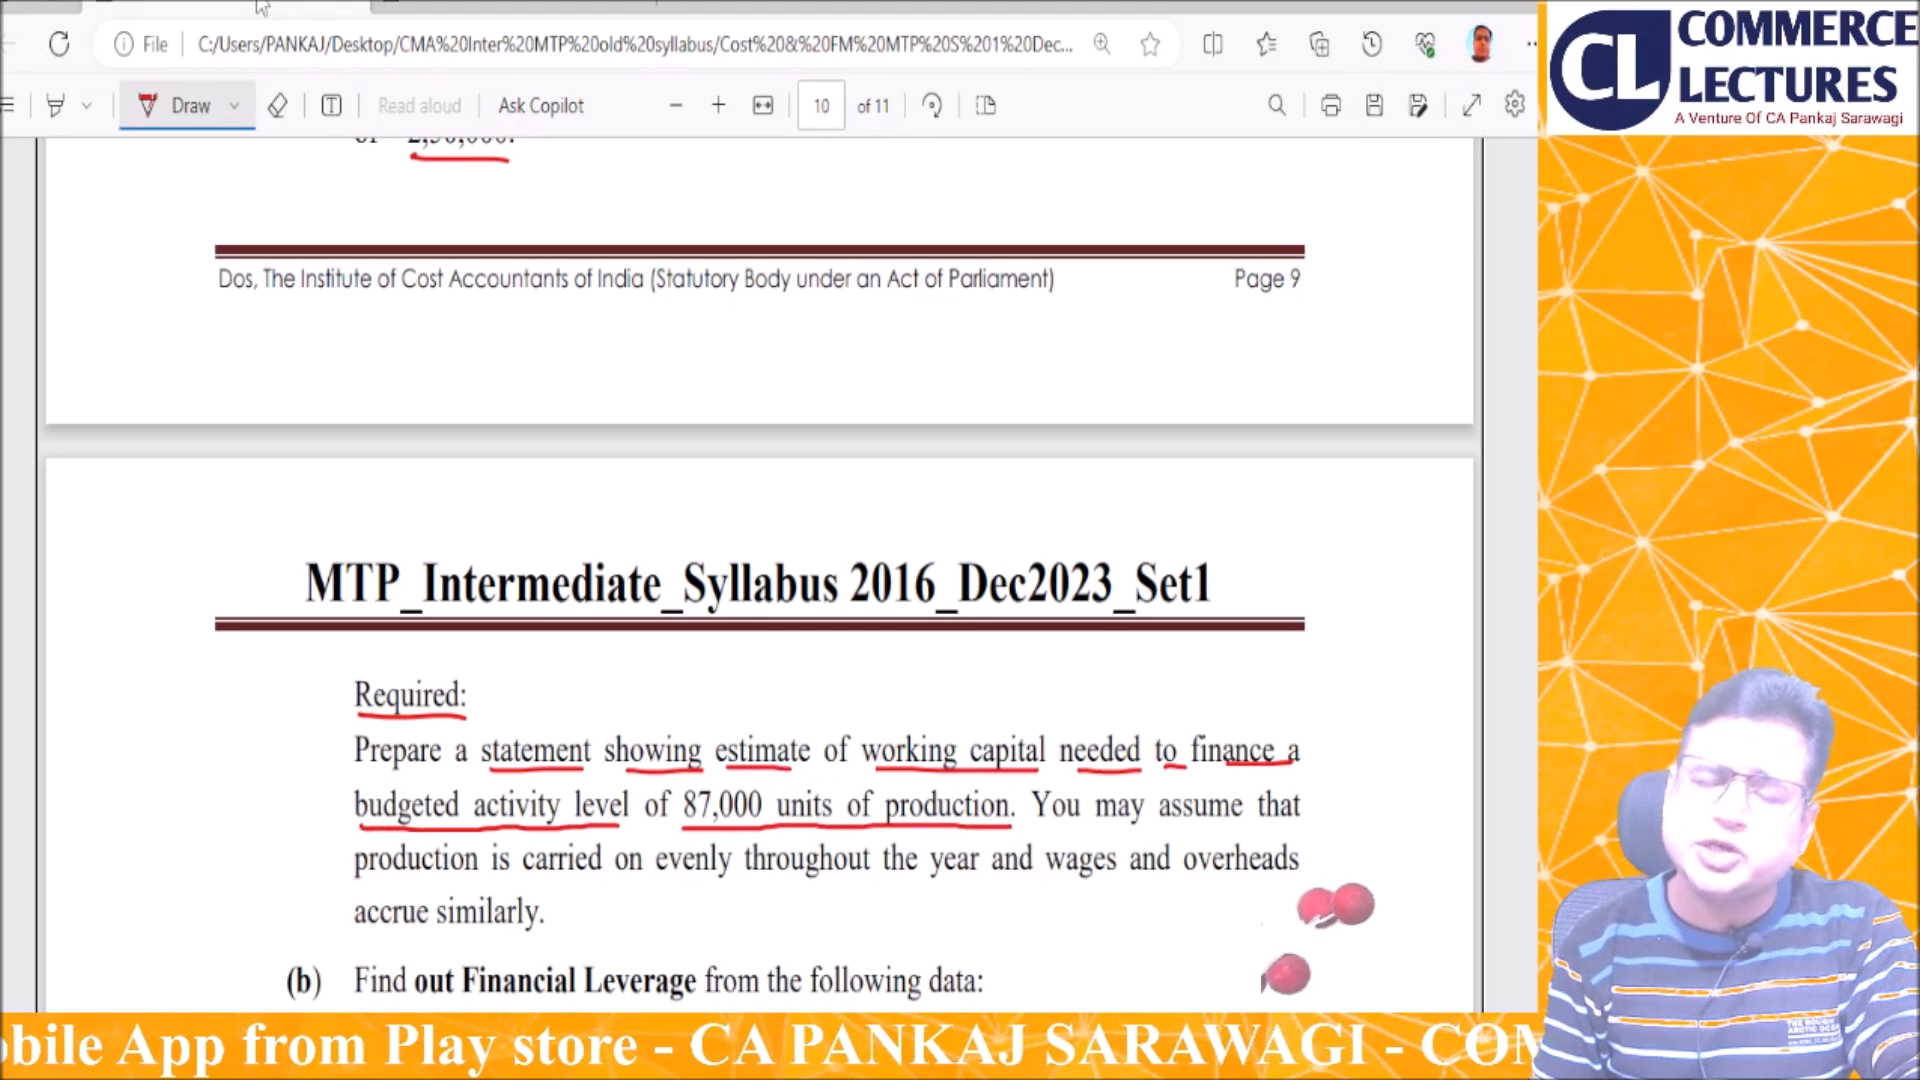 File
C:/Users/PANKAJ/Desktop/CMA%20Inter%20MTP%20old%20syllabus/Cost%20&%20FM%20MTP%20S%201%20Dec...
Draw
Read aloud
Ask Copilot
10 of 11
COMMERCE
LECTURES
A Venture Of CA Pankaj Sarawagi
CL
Dos, The Institute of Cost Accountants of India (Statutory Body under an Act of Parliament)
Page 9
MTP_Intermediate_Syllabus 2016_Dec2023_Set1
Required:
Prepare a statement showing estimate of working capital needed to finance a
budgeted activity level of 87,000 units of production. You may assume that
production is carried on evenly throughout the year and wages and overheads
accrue similarly.
(b) Find out Financial Leverage from the following data:
bile App from Play store - CA PANKAJ SARAWAGI - COM